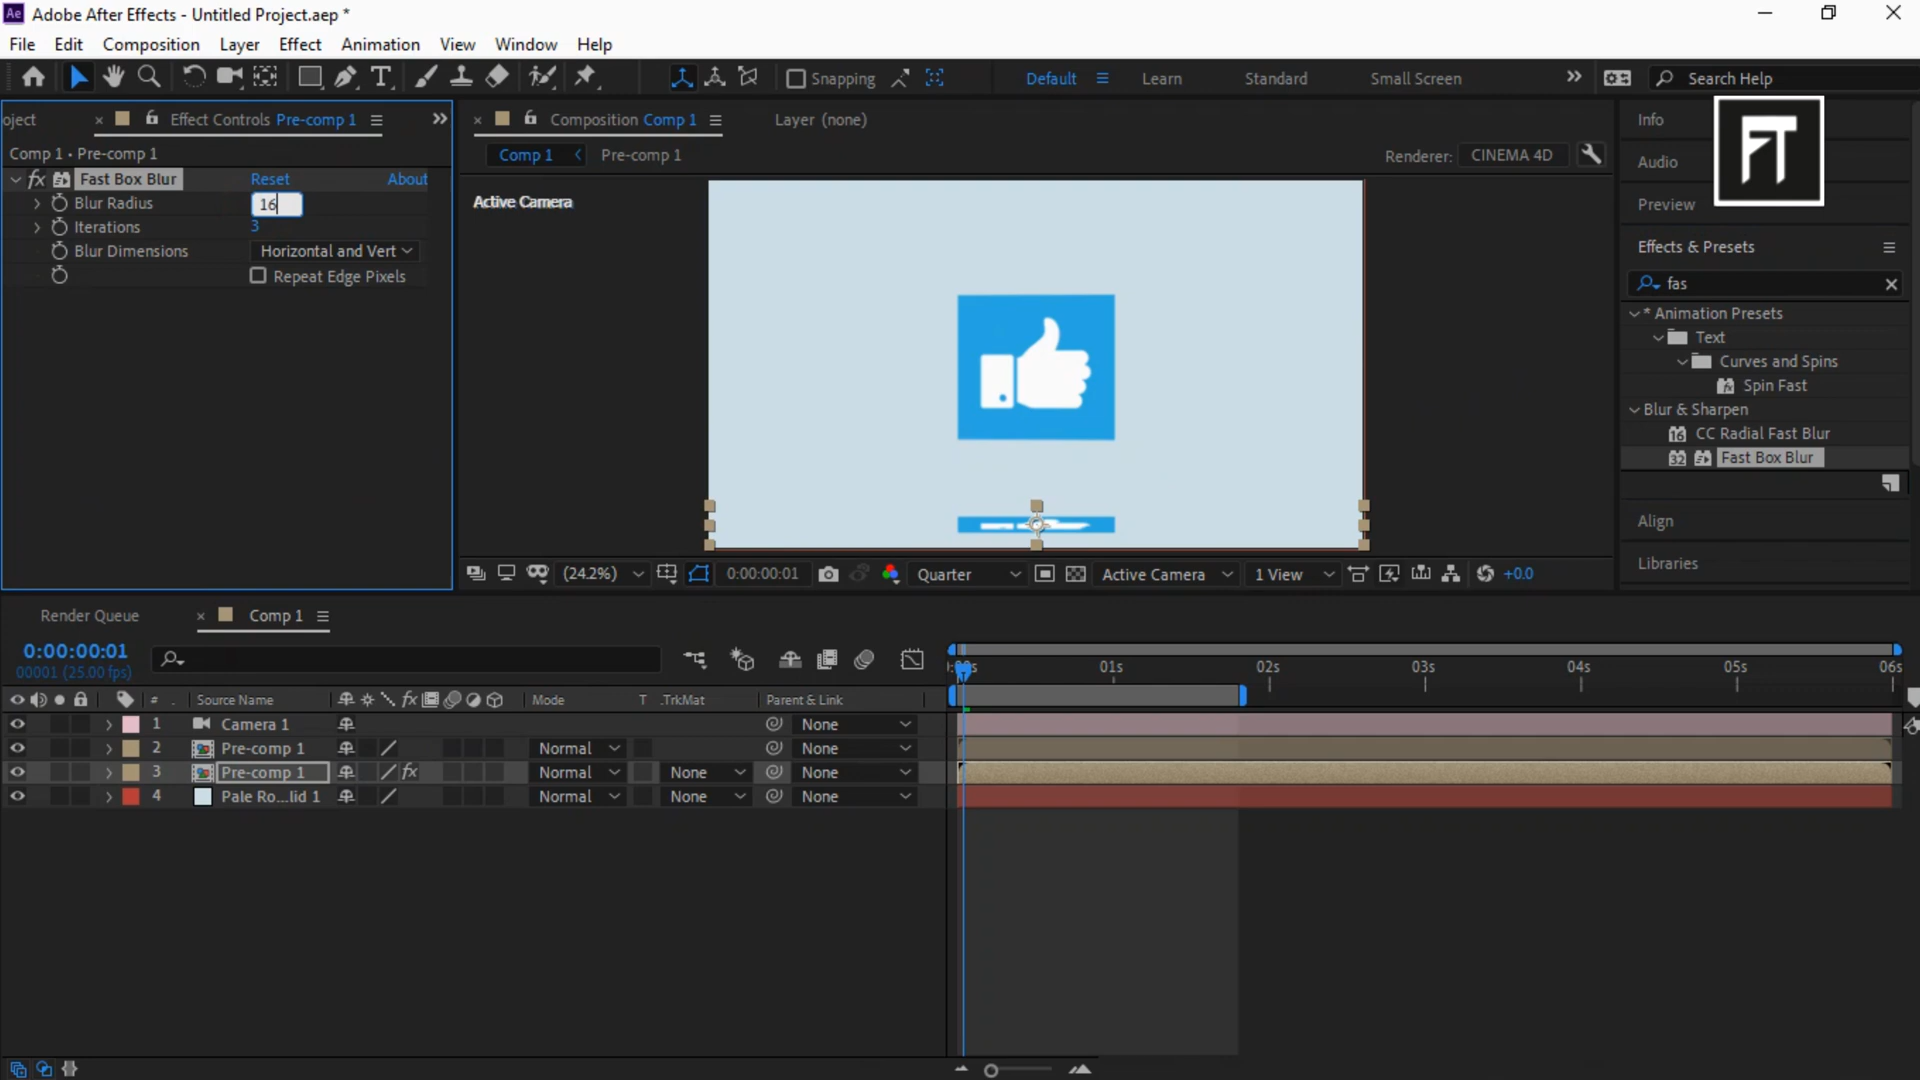 Ae Adobe After Effects - Untitled Project.aep *
File Edit Composition Layer Effect Animation View Window Help
Snapping Default Learn Standard Small Screen Search Help
oject Effect Controls Pre-comp 1
Comp 1 • Pre-comp 1
fx Fast Box Blur Reset About
Blur Radius 16
Iterations 3
Blur Dimensions Horizontal and Vert
Repeat Edge Pixels
Composition Comp 1 Layer (none)
Comp 1 Pre-comp 1 Renderer: CINEMA 4D
Active Camera
(24.2%) 0:00:00:01 Quarter Active Camera 1 View +0.0
Info
FT
Audio
Preview
Effects & Presets
fas
* Animation Presets
Text
Curves and Spins
Spin Fast
Blur & Sharpen
16 CC Radial Fast Blur
32 Fast Box Blur
Align
Libraries
Render Queue Comp 1
0:00:00:01
00001 (25.00 fps)
# Source Name fx Mode T .TrkMat Parent & Link
1 Camera 1 None
2 Pre-comp 1 Normal None
3 Pre-comp 1 fx Normal None None
4 Pale Ro...lid 1 Normal None None
01s 02s 03s 04s 05s 06s